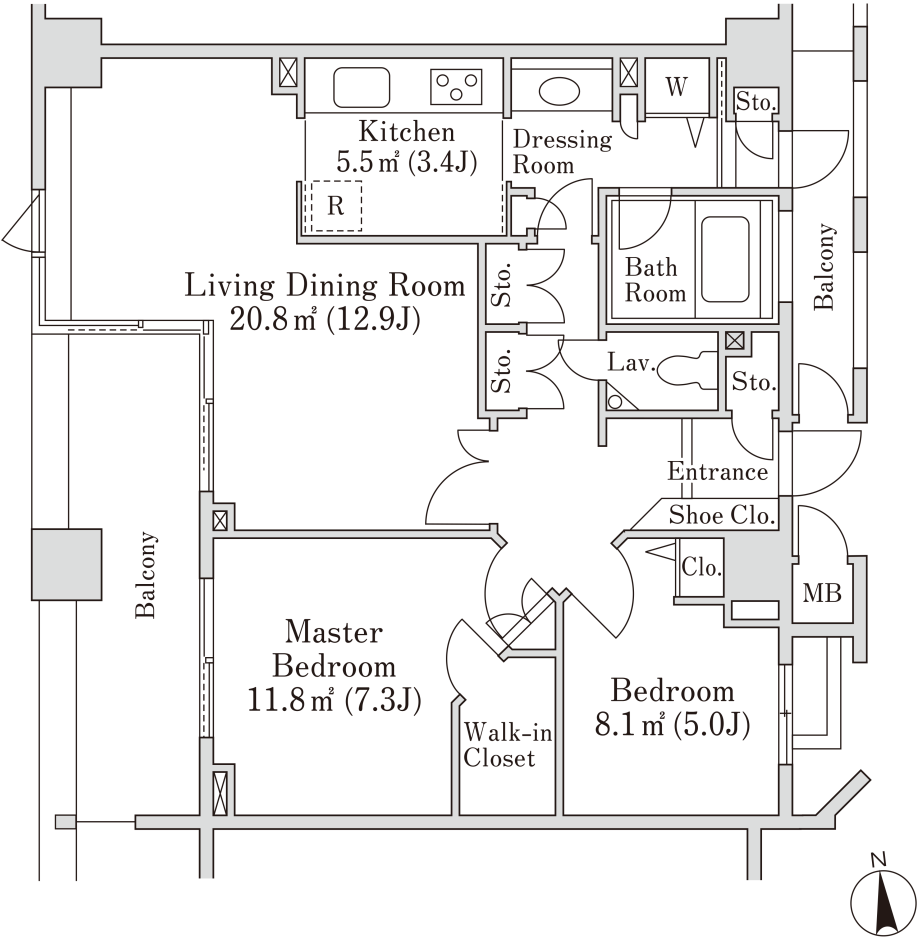 W
Sto.
Kitchen
5.5㎡ (3.4J)
Dressing
Room
R
Living Dining Room
20.8㎡ (12.9J)
Sto.
Bath
Room
Balcony
Sto.
Lav.
Sto.
Entrance
Shoe Clo.
Balcony
Clo.
MB
Master
Bedroom
11.8㎡ (7.3J)
Bedroom
8.1㎡ (5.0J)
Walk-in
Closet
N